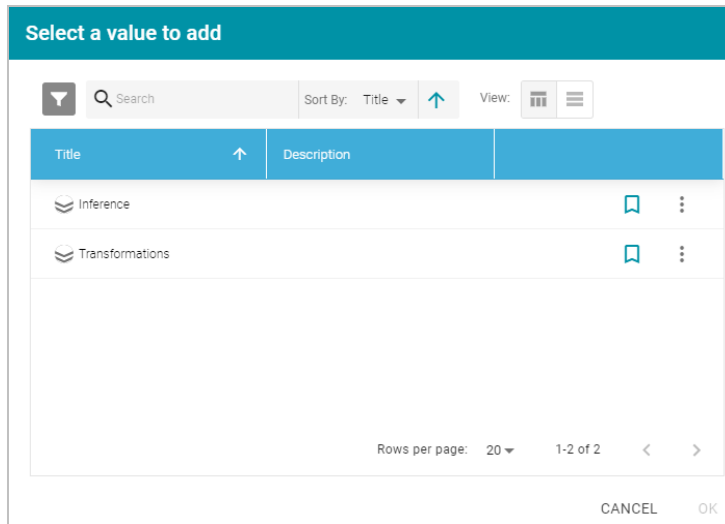 Select a value to add
Search Sort By: Title View:
Title Description
Inference
Transformations
Rows per page: 20 1-2 of 2
CANCEL OK